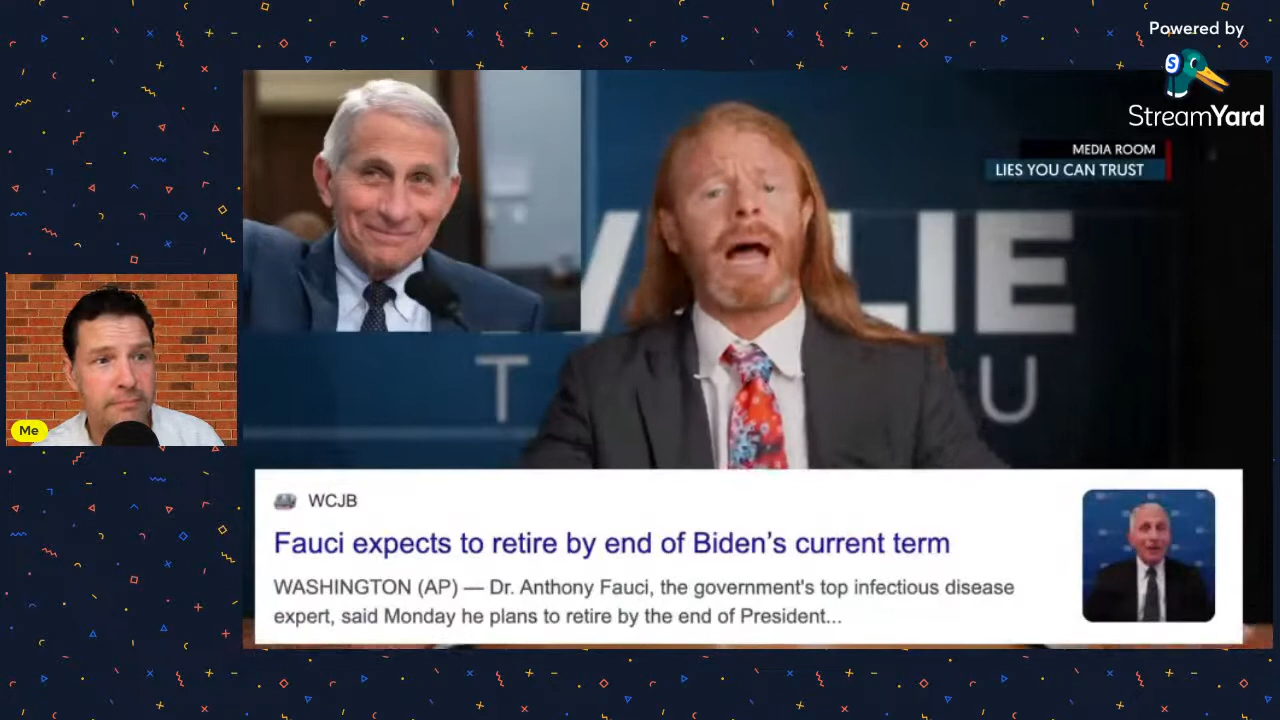 Powered by
StreamYard
MEDIA ROOM
LIES YOU CAN TRUST
LIE
T
U
Me
WCJB
Fauci expects to retire by end of Biden’s current term
WASHINGTON (AP) — Dr. Anthony Fauci, the government's top infectious disease
expert, said Monday he plans to retire by the end of President...